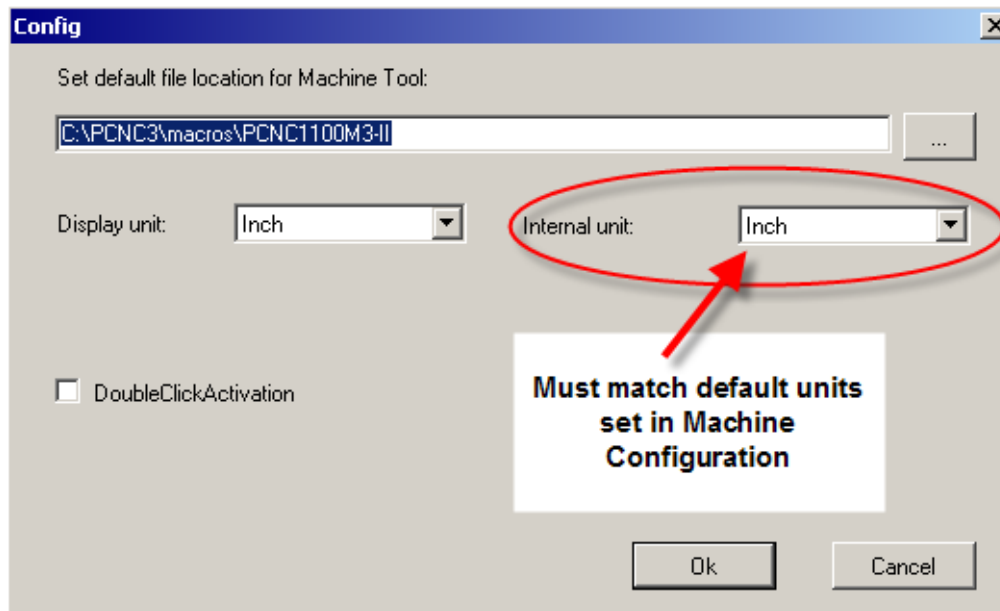 Config
Set default file location for Machine Tool:
C:\PCNC3\macros\PCNC1100M3-II
...
Display unit:
Inch
Internal unit:
Inch
DoubleClickActivation
Must match default units
set in Machine
Configuration
Ok
Cancel